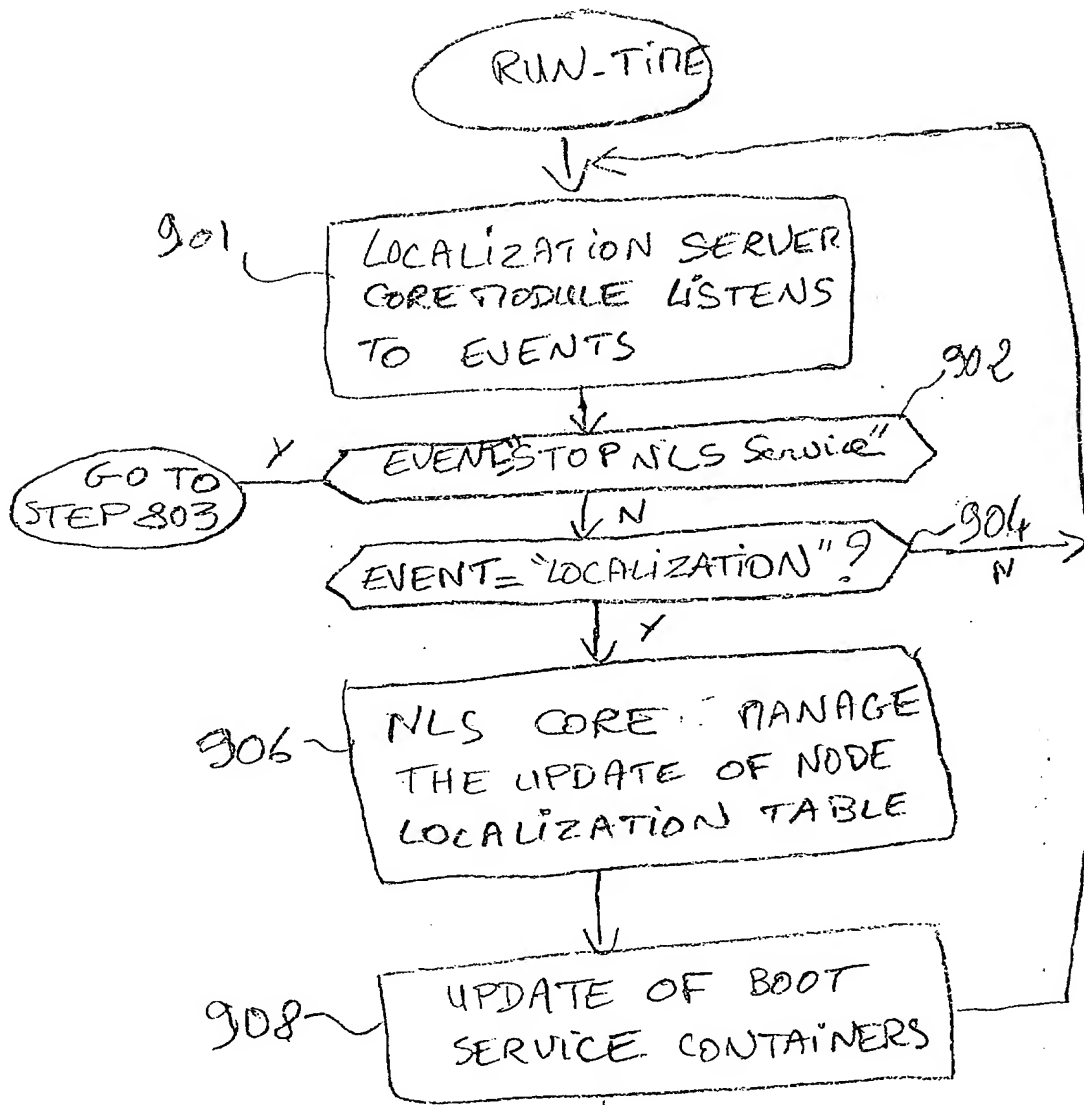 RUN-TIME
901
LOCALIZATION SERVER
CORE MODULE LISTENS
TO EVENTS
902
EVENT="STOP NLS Service"
Y
GO TO
STEP 803
N
904
EVENT="LOCALIZATION"?
N
Y
906
NLS CORE: MANAGE
THE UPDATE OF NODE
LOCALIZATION TABLE
908
UPDATE OF BOOT
SERVICE CONTAINERS